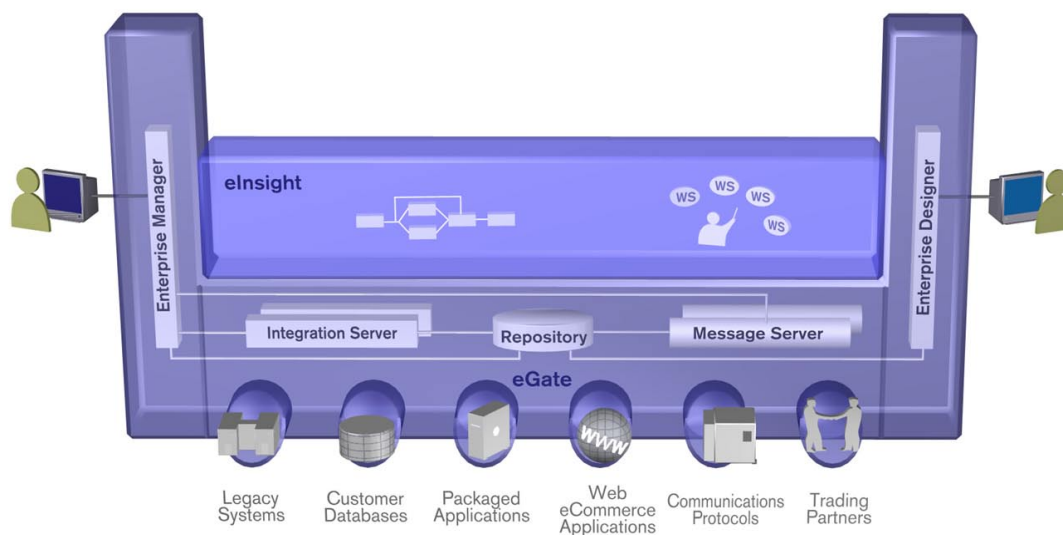 eInsight
WS
WS
WS
WS
Enterprise Manager
Enterprise Designer
Integration Server
Repository
Message Server
eGate
WWW
Legacy
Systems
Customer
Databases
Packaged
Applications
Web
eCommerce
Applications
Communications
Protocols
Trading
Partners